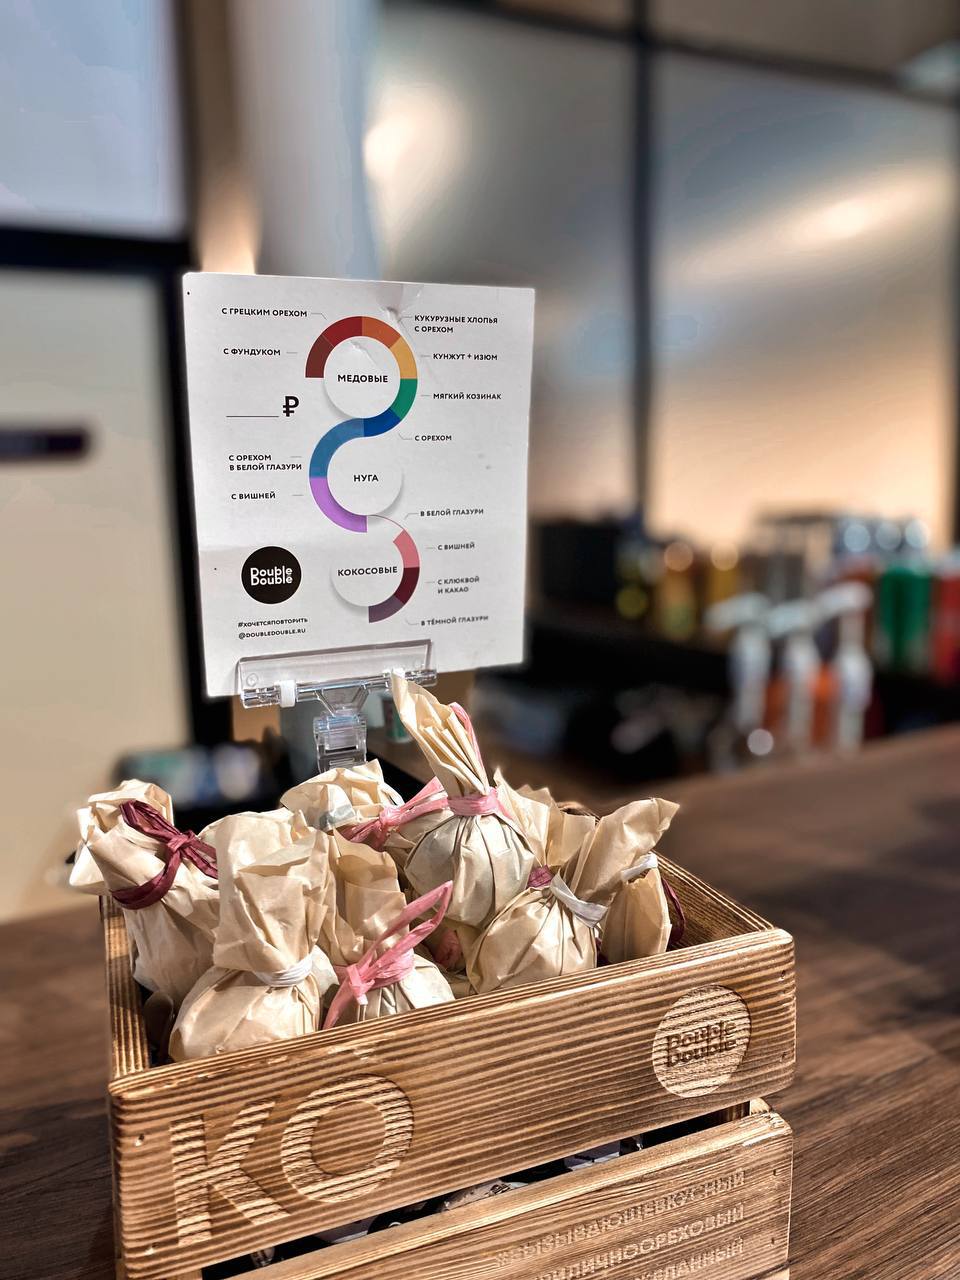 С ГРЕЦКИМ ОРЕХОМ
КУКУРУЗНЫЕ ХЛОПЬЯ
С ОРЕХОМ
С ФУНДУКОМ
КУНЖУТ + ИЗЮМ
МЕДОВЫЕ
МЯГКИЙ КОЗИНАК
₽
С ОРЕХОМ
С ОРЕХОМ
В БЕЛОЙ ГЛАЗУРИ
НУГА
С ВИШНЕЙ
В БЕЛОЙ ГЛАЗУРИ
С ВИШНЕЙ
КОКОСОВЫЕ
С КЛЮКВОЙ
И КАКАО
В ТЁМНОЙ ГЛАЗУРИ
Double
Double
#ХОЧЕТСЯПОВТОРИТЬ
@DOUBLEDOUBLE.RU
Double
Double
КО